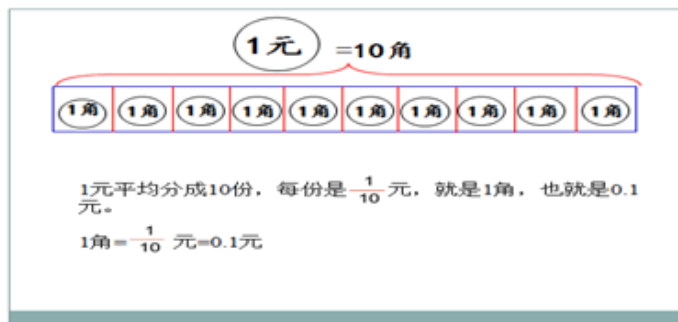 1元 =10角
1角 1角 1角 1角 1角 1角 1角 1角 1角 1角
1元平均分成10份，每份是1/10元，就是1角，也就是0.1
元。
1角=1/10 元=0.1元